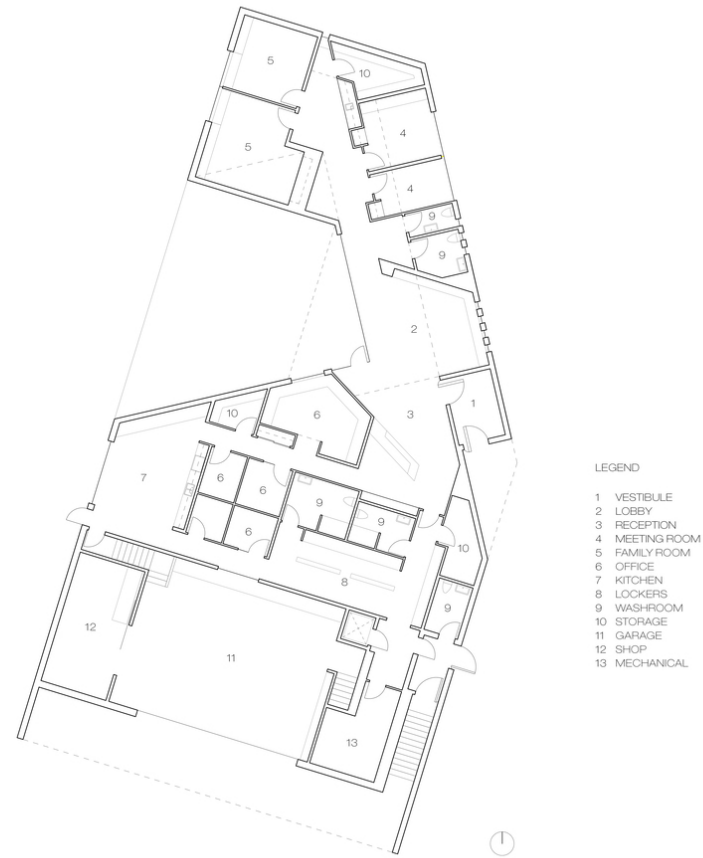 5
10
4
5
4
9
9
2
1
6
3
10
7
6
6
9
9
6
10
8
9
12
11
13
LEGEND
1 VESTIBULE
2 LOBBY
3 RECEPTION
4 MEETING ROOM
5 FAMILY ROOM
6 OFFICE
7 KITCHEN
8 LOCKERS
9 WASHROOM
10 STORAGE
11 GARAGE
12 SHOP
13 MECHANICAL